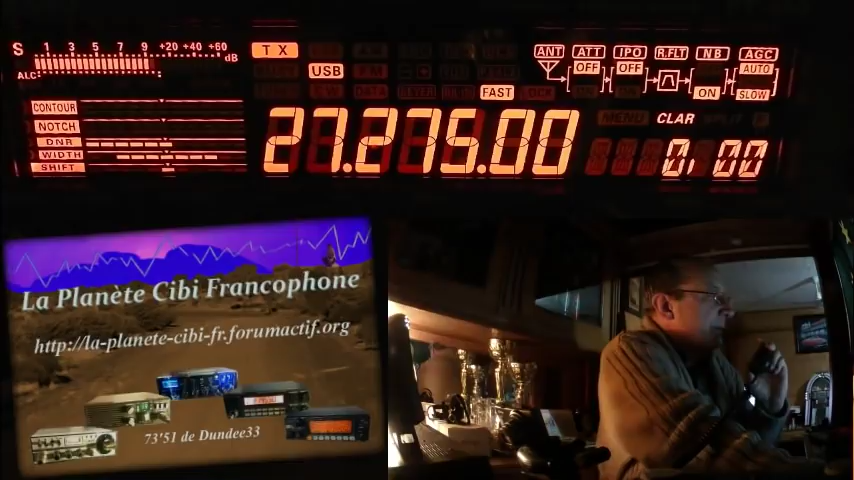 S 1 3 5 7 9 +20 +40 +60 dB
ALC
TX
USB
FAST
ANT ATT IPO R.FLT NB AGC
OFF OFF AUTO
ON SLOW
CONTOUR
NOTCH
DNR
WIDTH
SHIFT
27.275.00
MENU CLAR SPLIT
0.00
La Planète Cibi Francophone
http://la-planete-cibi-fr.forumactif.org
73'51 de Dundee33